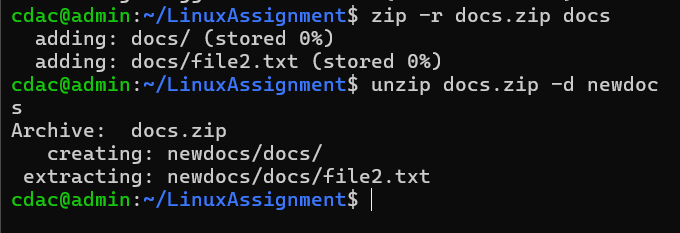 cdac@admin:~/LinuxAssignment$ zip -r docs.zip docs
  adding: docs/ (stored 0%)
  adding: docs/file2.txt (stored 0%)
cdac@admin:~/LinuxAssignment$ unzip docs.zip -d newdoc
s
Archive:  docs.zip
   creating: newdocs/docs/
 extracting: newdocs/docs/file2.txt
cdac@admin:~/LinuxAssignment$